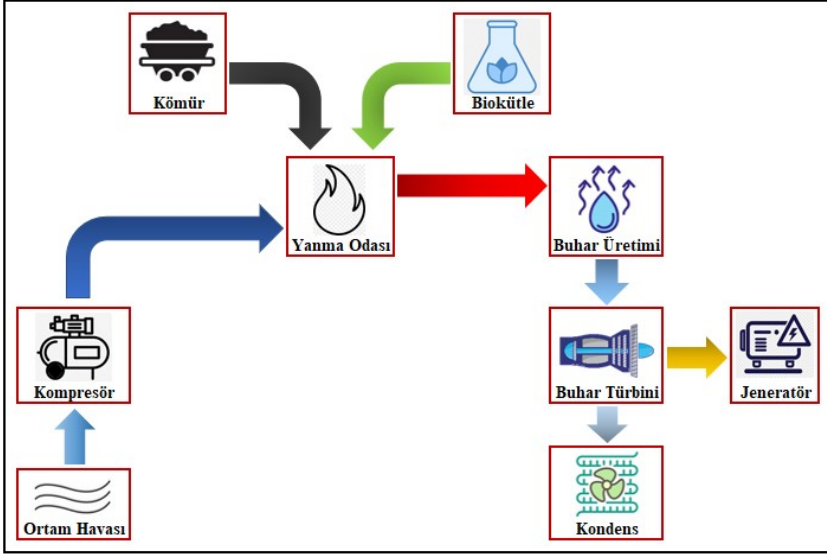 Kömür
Biokütle
Yanma Odası
Buhar Üretimi
Kompresör
Buhar Türbini
Jeneratör
Ortam Havası
Kondens